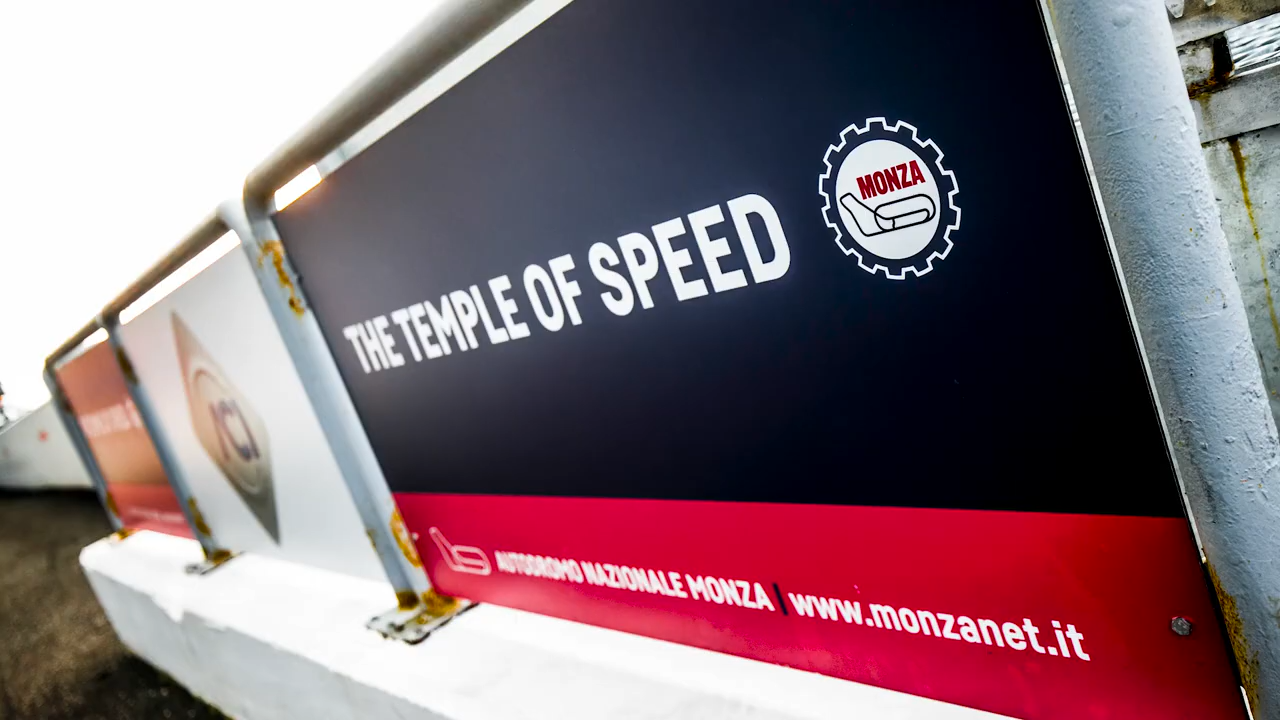 THE TEMPLE OF SPEED
MONZA
AUTODROMO NAZIONALE MONZA | www.monzanet.it
ACI